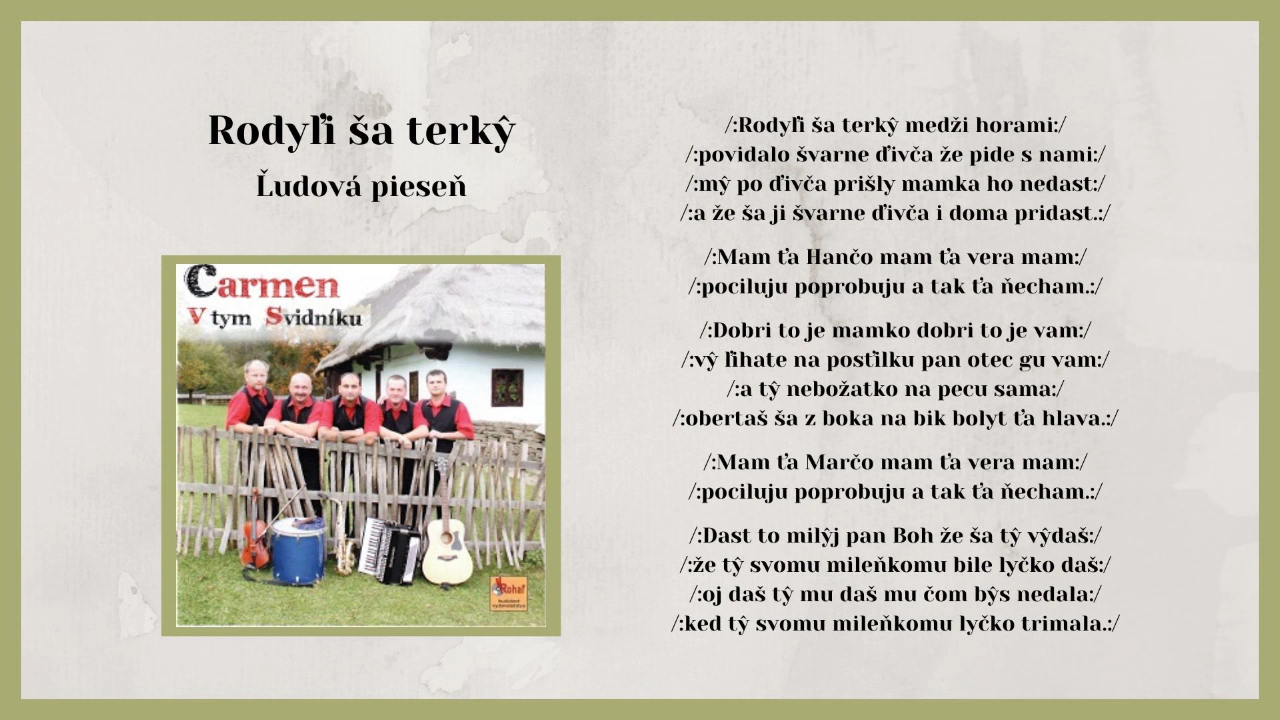 Rodyľi ša terkŷ
Ľudová pieseň
Carmen
V tym Svidníku
Rohaľ
/:Rodyľi ša terkŷ medži horami:/
/:povidalo švarne ďivča že pide s nami:/
/:mŷ po ďivča prišly mamka ho nedast:/
/:a že ša ji švarne ďivča i doma pridast.:/
/:Mam ťa Hančo mam ťa vera mam:/
/:pociluju poprobuju a tak ťa ňecham.:/
/:Dobri to je mamko dobri to je vam:/
/:vŷ ľihate na posťilku pan otec gu vam:/
/:a tŷ nebožatko na pecu sama:/
/:obertaš ša z boka na bik bolyt ťa hlava.:/
/:Mam ťa Marčo mam ťa vera mam:/
/:pociluju poprobuju a tak ťa ňecham.:/
/:Dast to milŷj pan Boh že ša tŷ vŷdaš:/
/:že tŷ svomu mileňkomu bile lyčko daš:/
/:oj daš tŷ mu daš mu čom bŷs nedala:/
/:ked tŷ svomu mileňkomu lyčko trimala.:/